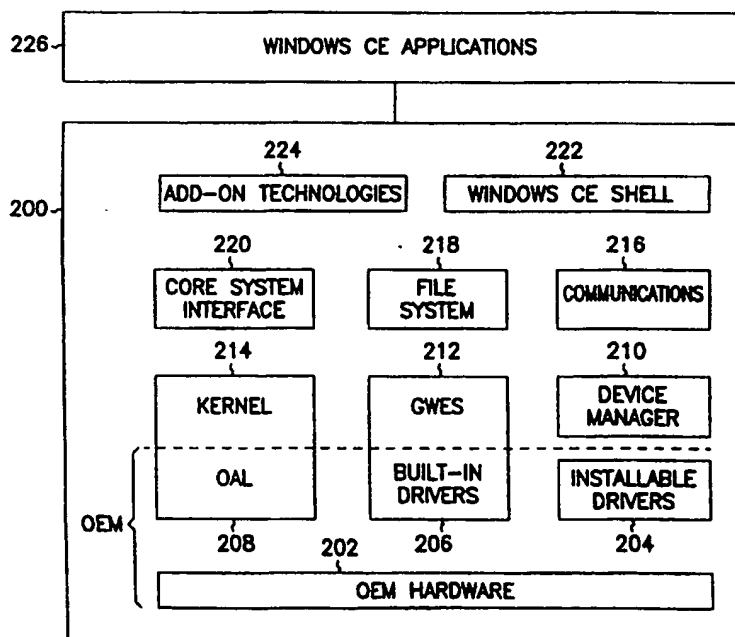 226
WINDOWS CE APPLICATIONS
224
222
ADD-ON TECHNOLOGIES
WINDOWS CE SHELL
200
220
218
216
CORE SYSTEM
INTERFACE
FILE
SYSTEM
COMMUNICATIONS
214
212
210
KERNEL
GWES
DEVICE
MANAGER
OEM
OAL
BUILT-IN
DRIVERS
INSTALLABLE
DRIVERS
208
206
204
202
OEM HARDWARE